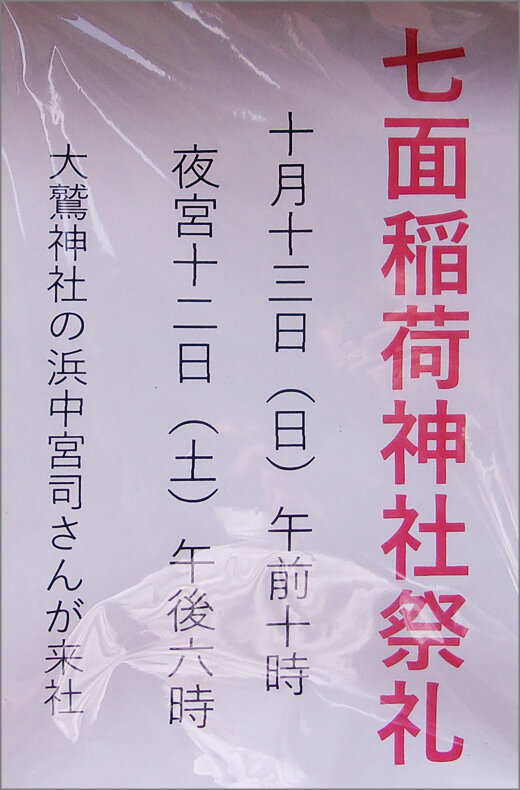 七面稲荷神社祭礼
十月十三日（日）午前十時
夜宮十二日（土）午後六時
大鷲神社の浜中宮司さんが来社